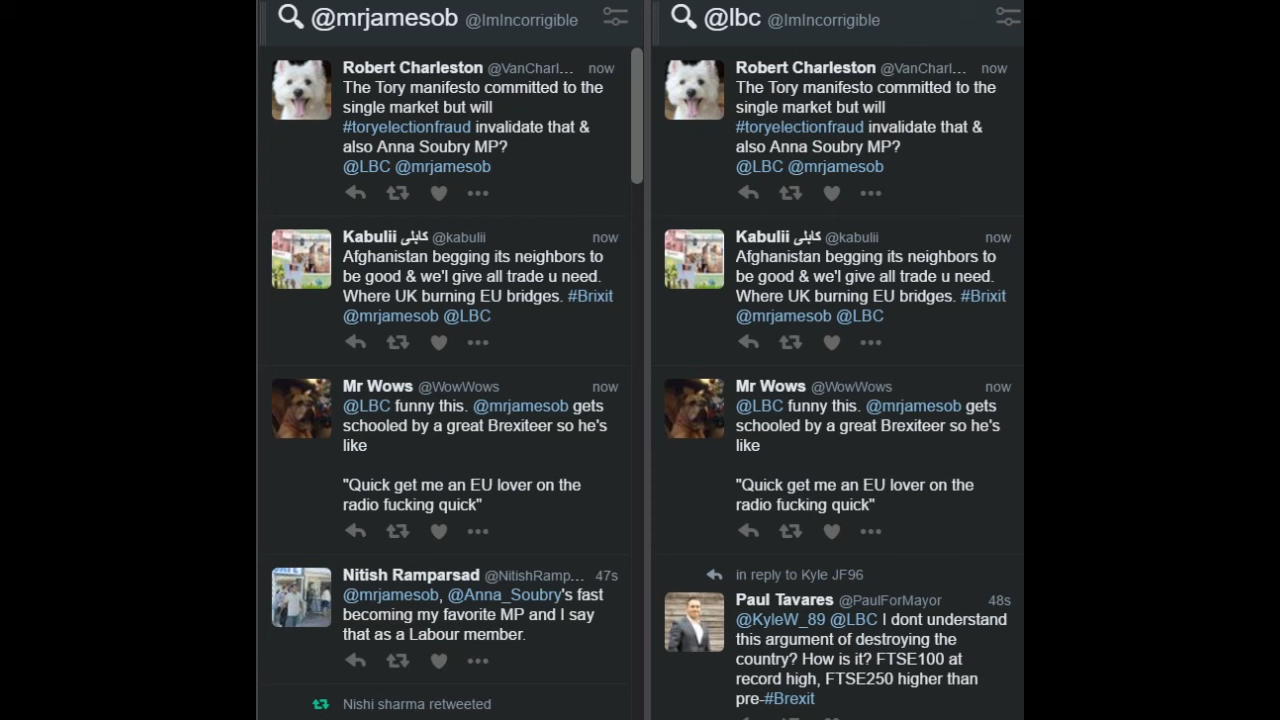 @mrjamesob @ImIncorrigible
Robert Charleston @VanCharl... now
The Tory manifesto committed to the
single market but will
#toryelectionfraud invalidate that &
also Anna Soubry MP?
@LBC @mrjamesob
Kabulii کابلی @kabulii now
Afghanistan begging its neighbors to
be good & we'l give all trade u need.
Where UK burning EU bridges. #Brixit
@mrjamesob @LBC
Mr Wows @WowWows now
@LBC funny this. @mrjamesob gets
schooled by a great Brexiteer so he's
like
"Quick get me an EU lover on the
radio fucking quick"
Nitish Ramparsad @NitishRamp... 47s
@mrjamesob, @Anna_Soubry's fast
becoming my favorite MP and I say
that as a Labour member.
Nishi sharma retweeted
@lbc @ImIncorrigible
Robert Charleston @VanCharl... now
The Tory manifesto committed to the
single market but will
#toryelectionfraud invalidate that &
also Anna Soubry MP?
@LBC @mrjamesob
Kabulii کابلی @kabulii now
Afghanistan begging its neighbors to
be good & we'l give all trade u need.
Where UK burning EU bridges. #Brixit
@mrjamesob @LBC
Mr Wows @WowWows now
@LBC funny this. @mrjamesob gets
schooled by a great Brexiteer so he's
like
"Quick get me an EU lover on the
radio fucking quick"
in reply to Kyle JF96
Paul Tavares @PaulForMayor 48s
@KyleW_89 @LBC I dont understand
this argument of destroying the
country? How is it? FTSE100 at
record high, FTSE250 higher than
pre-#Brexit